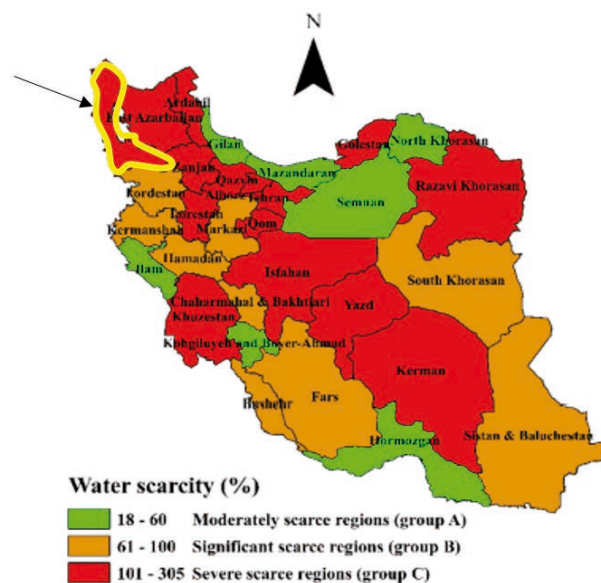 N
Ardabil
East Azarbaijan
Gilan
Golestan
North Khorasan
Zanjan
Mazandaran
Qazvin
Razavi Khorasan
Kordestan
Alborz
Tehran
Semnan
Lorestan
Kermanshah
Markazi
Qom
Hamadan
Ilam
Isfahan
South Khorasan
Chaharmahal & Bakhtiari
Khuzestan
Yazd
Kohgiluyeh and Boyer-Ahmad
Kerman
Fars
Bushehr
Hormozgan
Sistan & Baluchestan
Water scarcity (%)
18 - 60 Moderately scarce regions (group A)
61 - 100 Significant scarce regions (group B)
101 - 305 Severe scarce regions (group C)